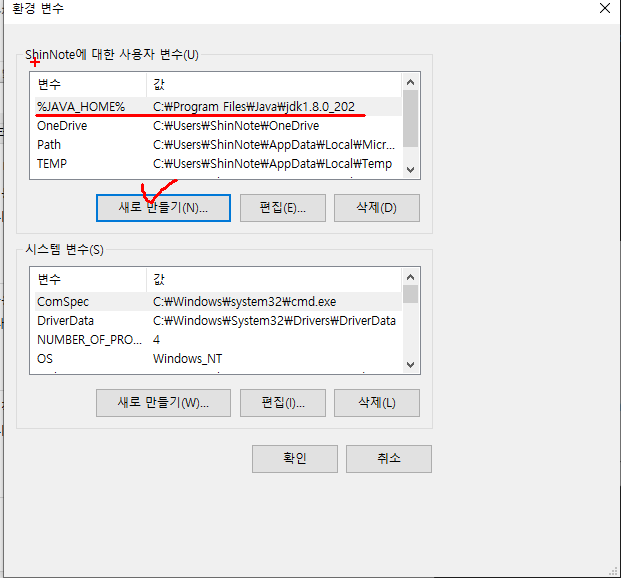 환경 변수
ShinNote에 대한 사용자 변수(U)
변수 값
%JAVA_HOME% C:₩Program Files₩Java₩jdk1.8.0_202
OneDrive C:₩Users₩ShinNote₩OneDrive
Path C:₩Users₩ShinNote₩AppData₩Local₩Micr...
TEMP C:₩Users₩ShinNote₩AppData₩Local₩Temp
새로 만들기(N)... 편집(E)... 삭제(D)
시스템 변수(S)
변수 값
ComSpec C:₩Windows₩system32₩cmd.exe
DriverData C:₩Windows₩System32₩Drivers₩DriverData
NUMBER_OF_PRO... 4
OS Windows_NT
새로 만들기(W)... 편집(I)... 삭제(L)
확인 취소